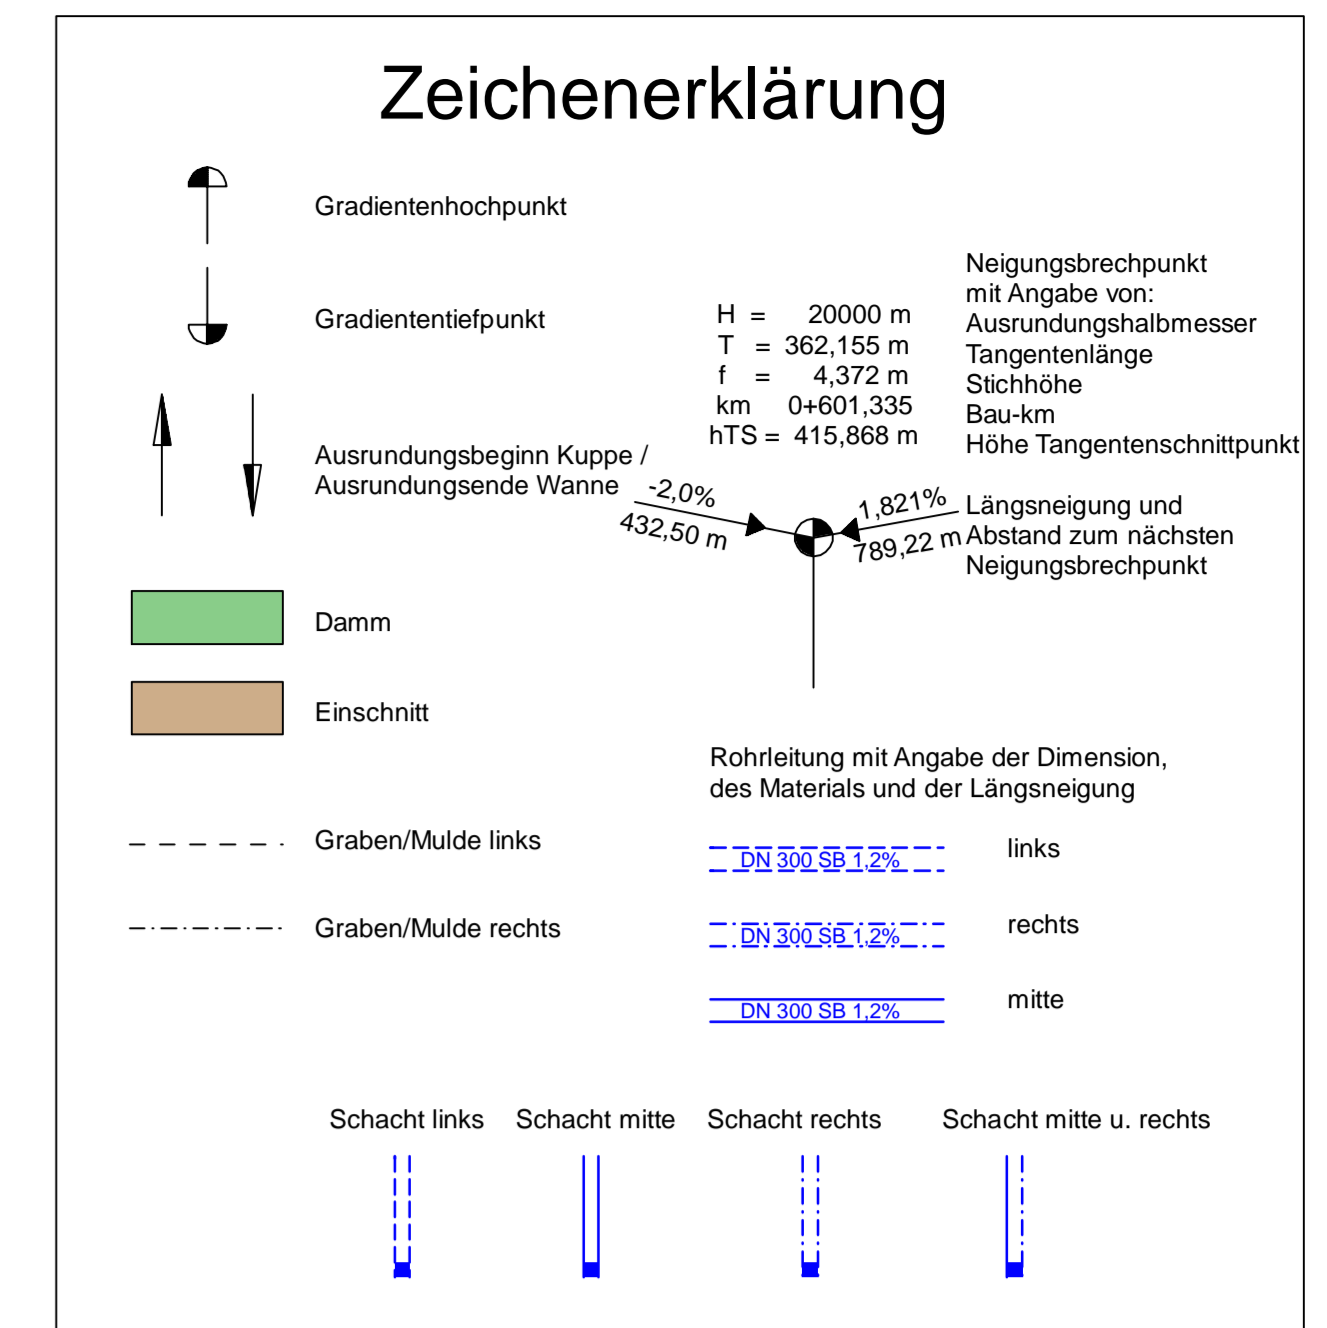 Zeichenerklärung
Gradientenhochpunkt
Gradiententiefpunkt
Ausrundungsbeginn Kuppe /
Ausrundungsende Wanne
Damm
Einschnitt
Graben/Mulde links
Graben/Mulde rechts
H = 20000 m
T = 362,155 m
f = 4,372 m
km 0+601,335
hTS = 415,868 m
Neigungsbrechpunkt
mit Angabe von:
Ausrundungshalbmesser
Tangentenlänge
Stichhöhe
Bau-km
Höhe Tangentenschnittpunkt
-2,0%
432,50 m
1,821%
789,22 m
Längsneigung und
Abstand zum nächsten
Neigungsbrechpunkt
Rohrleitung mit Angabe der Dimension,
des Materials und der Längsneigung
DN 300 SB 1,2% links
DN 300 SB 1,2% rechts
DN 300 SB 1,2% mitte
Schacht links Schacht mitte Schacht rechts Schacht mitte u. rechts